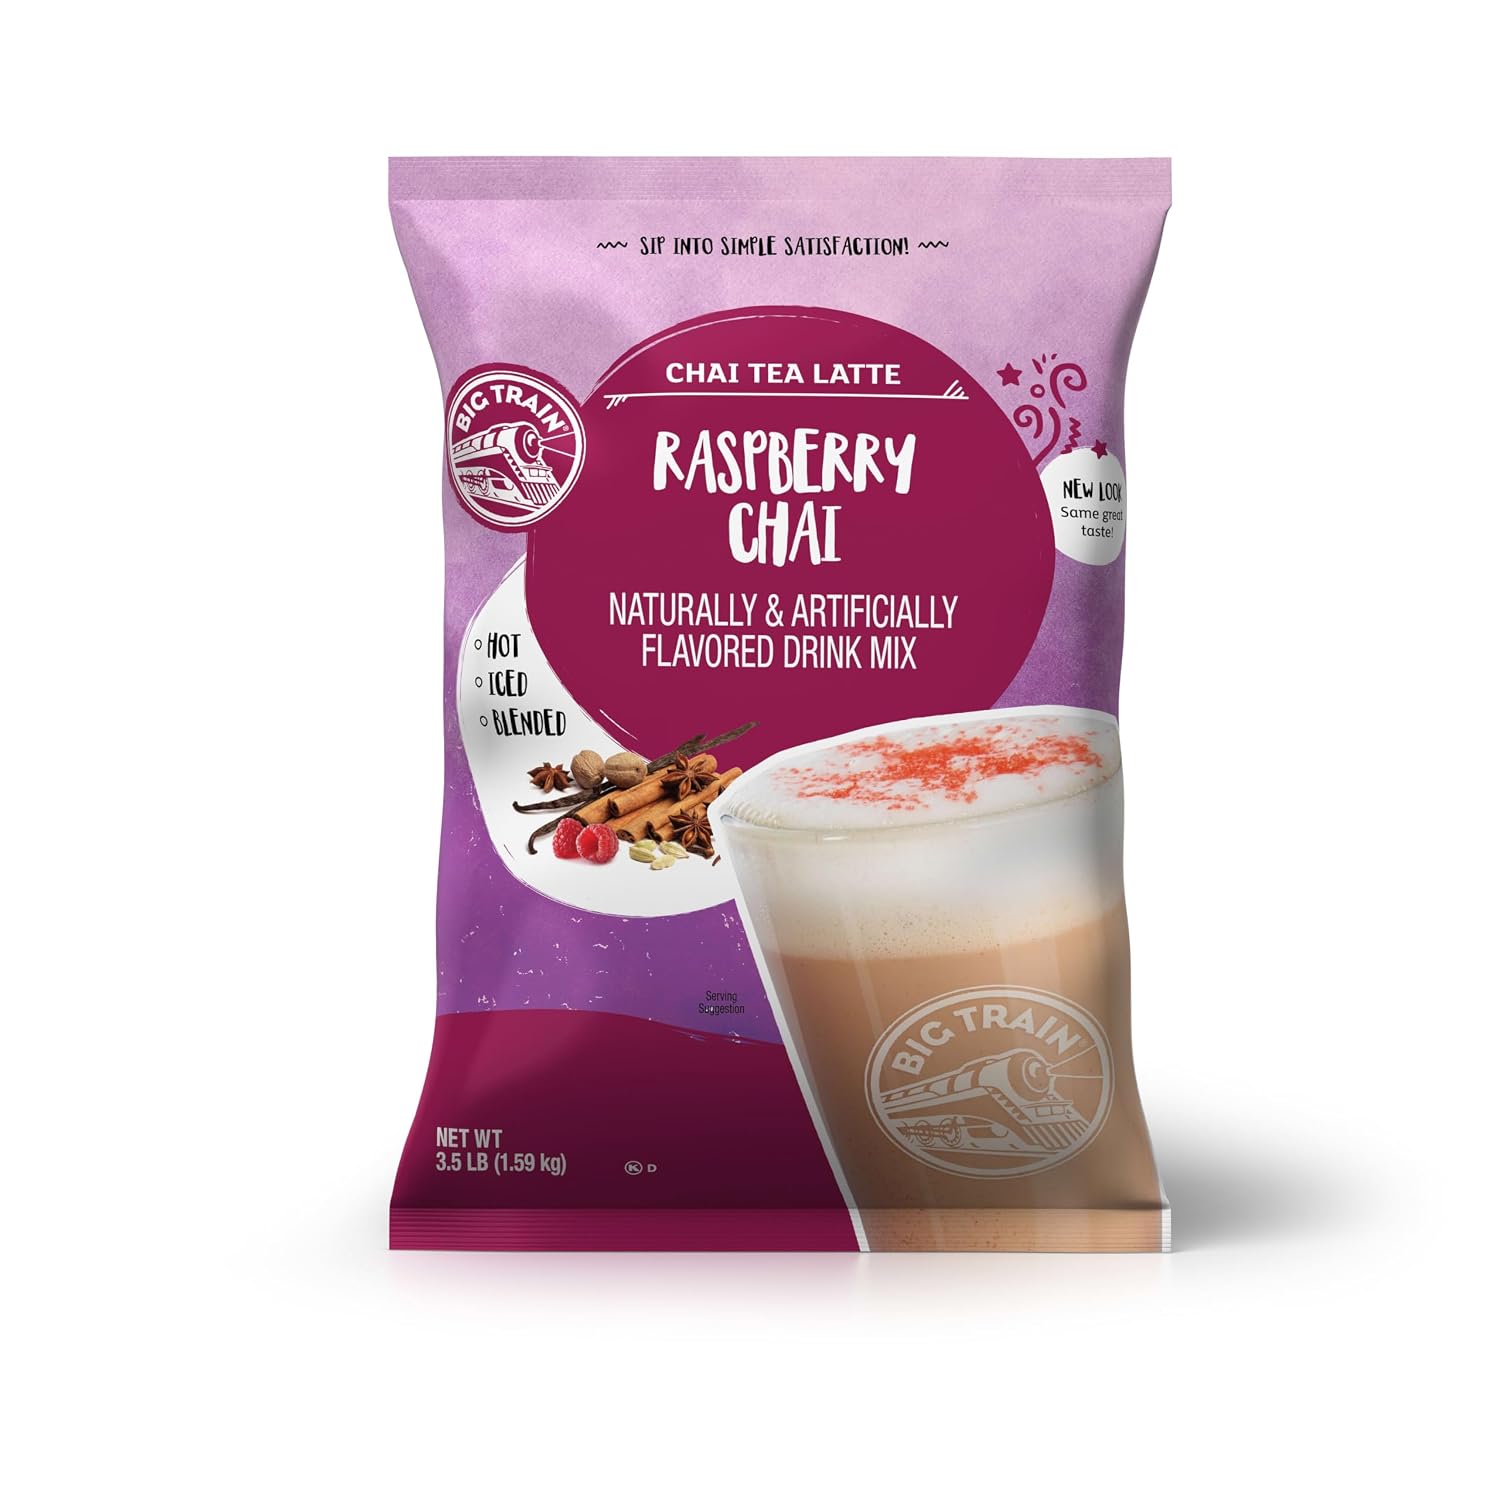 SIP INTO SIMPLE SATISFACTION!
CHAI TEA LATTE
BIG TRAIN®
RASPBERRY
CHAI
NEW LOOK
Same great
taste!
NATURALLY & ARTIFICIALLY
FLAVORED DRINK MIX
HOT
ICED
BLENDED
Serving
Suggestion
BIG TRAIN®
NET WT
3.5 LB (1.59 kg)
K D